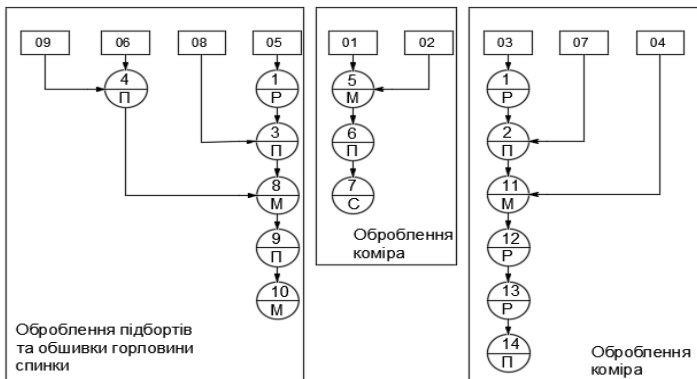 09 06 08 05
4
П
1
Р
3
П
8
М
9
П
10
М
Оброблення підбортів
та обшивки горловини
спинки
01 02
5
М
6
П
7
С
Оброблення
коміра
03 07 04
1
Р
2
П
11
М
12
Р
13
Р
14
П
Оброблення
коміра